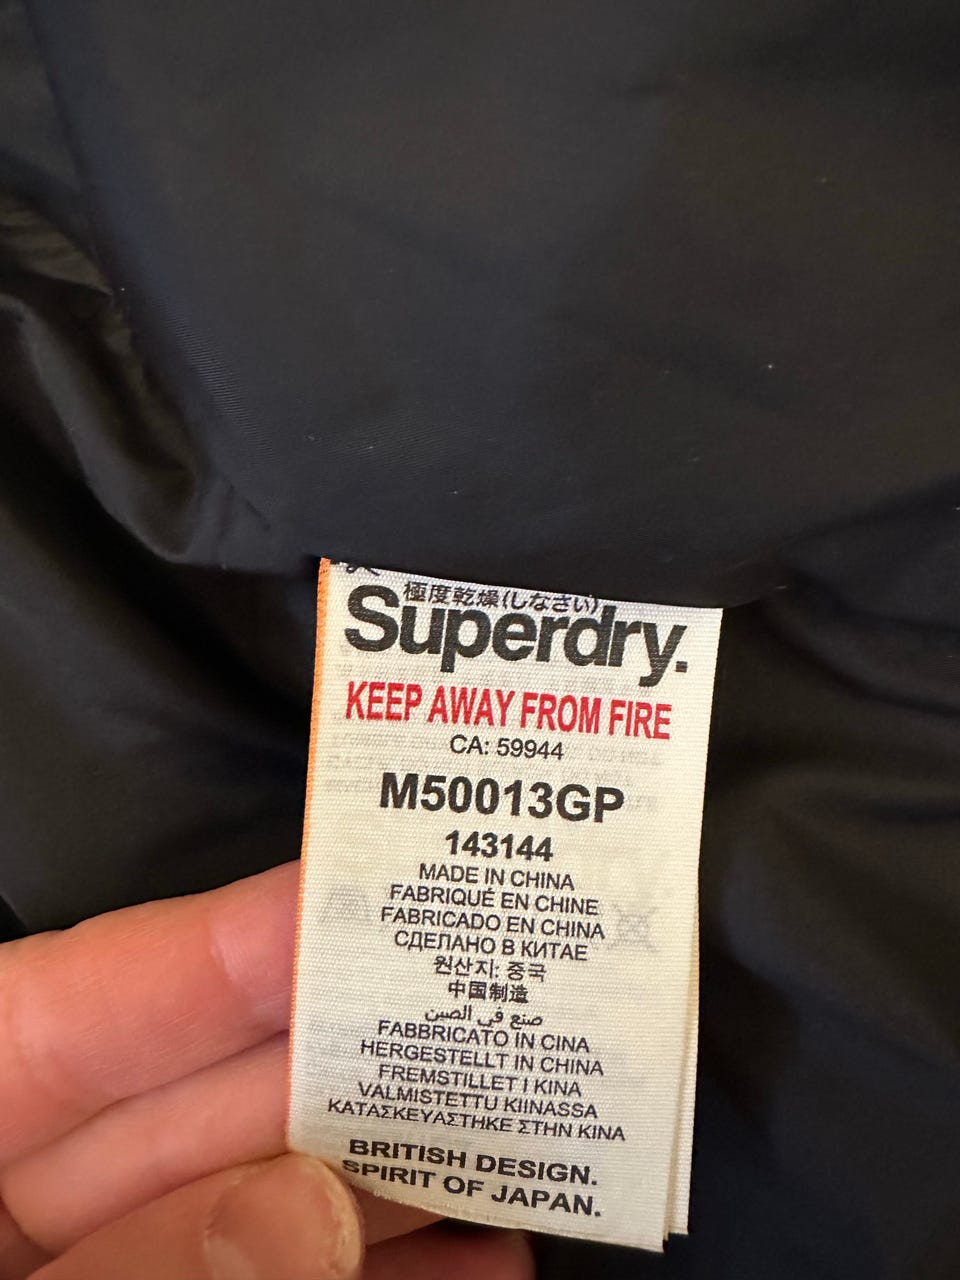 極度乾燥(しなさい)
Superdry.
KEEP AWAY FROM FIRE
CA: 59944
M50013GP
143144
MADE IN CHINA
FABRIQUÉ EN CHINE
FABRICADO EN CHINA
СДЕЛАНО В КИТАЕ
원산지: 중국
中国制造
صنع في الصين
FABBRICATO IN CINA
HERGESTELLT IN CHINA
FREMSTILLET I KINA
VALMISTETTU KIINASSA
ΚΑΤΑΣΚΕΥΑΣΤΗΚΕ ΣΤΗΝ ΚΙΝΑ
BRITISH DESIGN.
SPIRIT OF JAPAN.